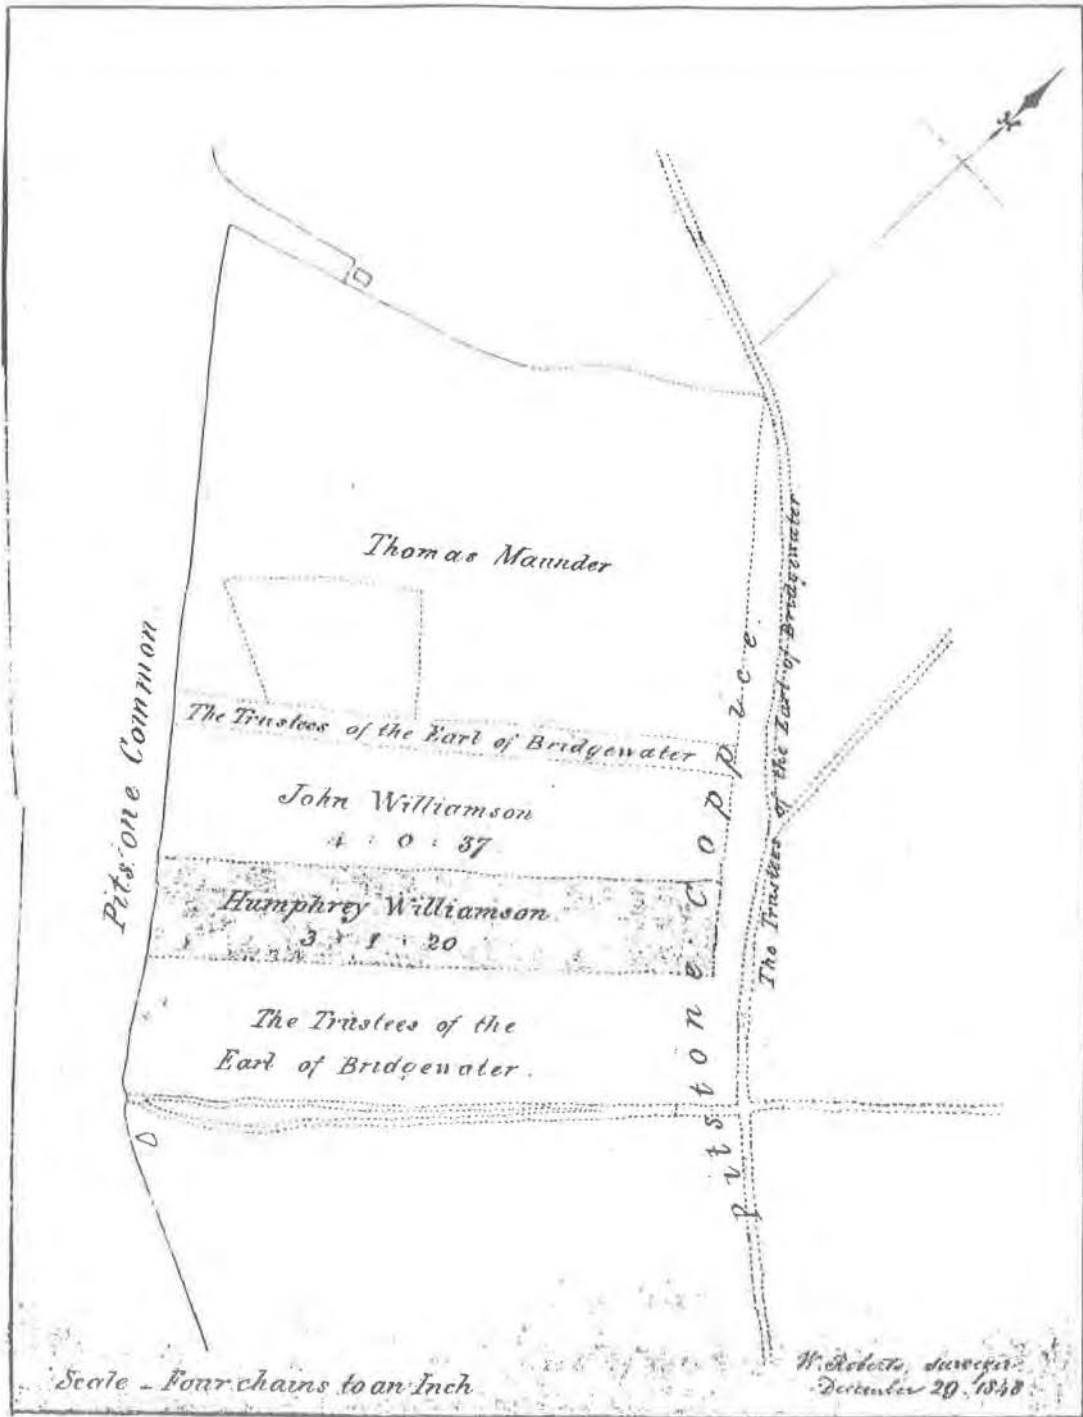 Thomas Maunder
Pitstone Common
The Trustees of the Earl of Bridgewater
John Williamson
4 : 0 : 37
Humphrey Williamson
3 : 1 : 20
The Trustees of the
Earl of Bridgewater.
Pitstone Coppice.
The Trustees of the Earl of Bridgewater
Scale - Four chains to an Inch
W. Roberts, Surveyor
December 29. 1848